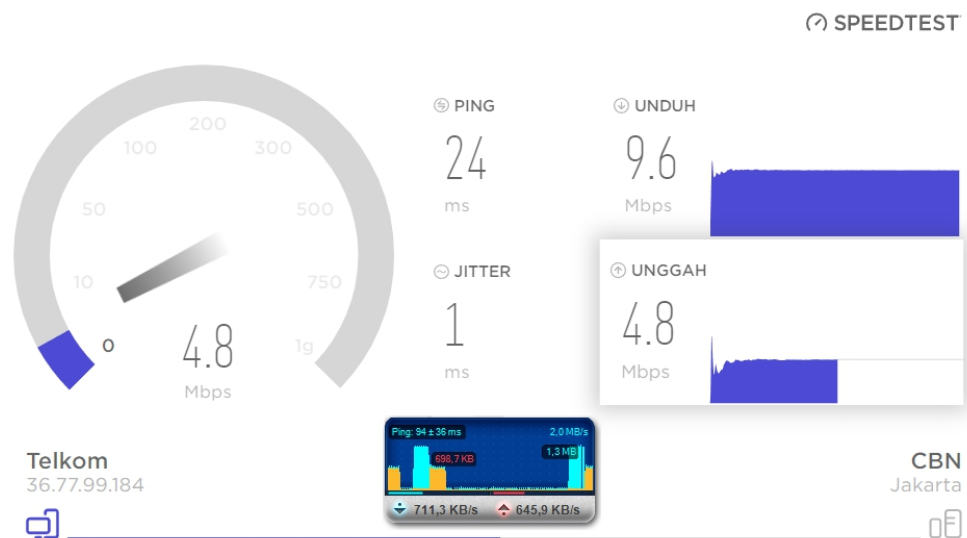 SPEEDTEST
PING
24
ms
UNDUH
9.6
Mbps
JITTER
1
ms
UNGGAH
4.8
Mbps
0
10
50
100
200
300
500
750
1g
4.8
Mbps
Telkom
36.77.99.184
Ping: 94 ± 36 ms
2,0 MB/s
698,7 KB
1,3 MB
711,3 KB/s
645,9 KB/s
CBN
Jakarta